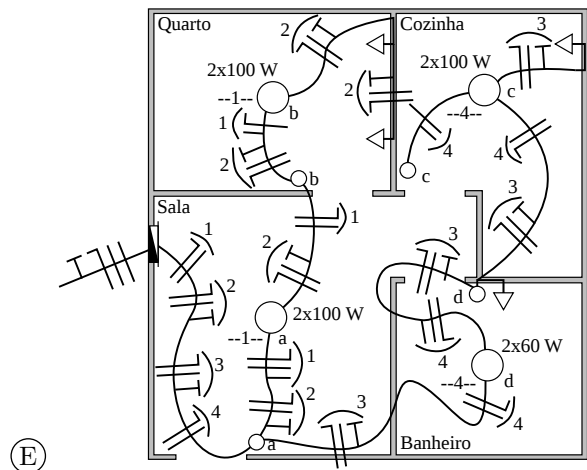 Quarto
2
Cozinha
3
2x100 W
--1--
b
2
2x100 W
--4--
c
1
2
4
4
c
b
Sala
1
1
3
3
2
2
d
2x100 W
--1--
a
4
2x60 W
--4--
d
3
1
4
2
4
3
a
Banheiro
E